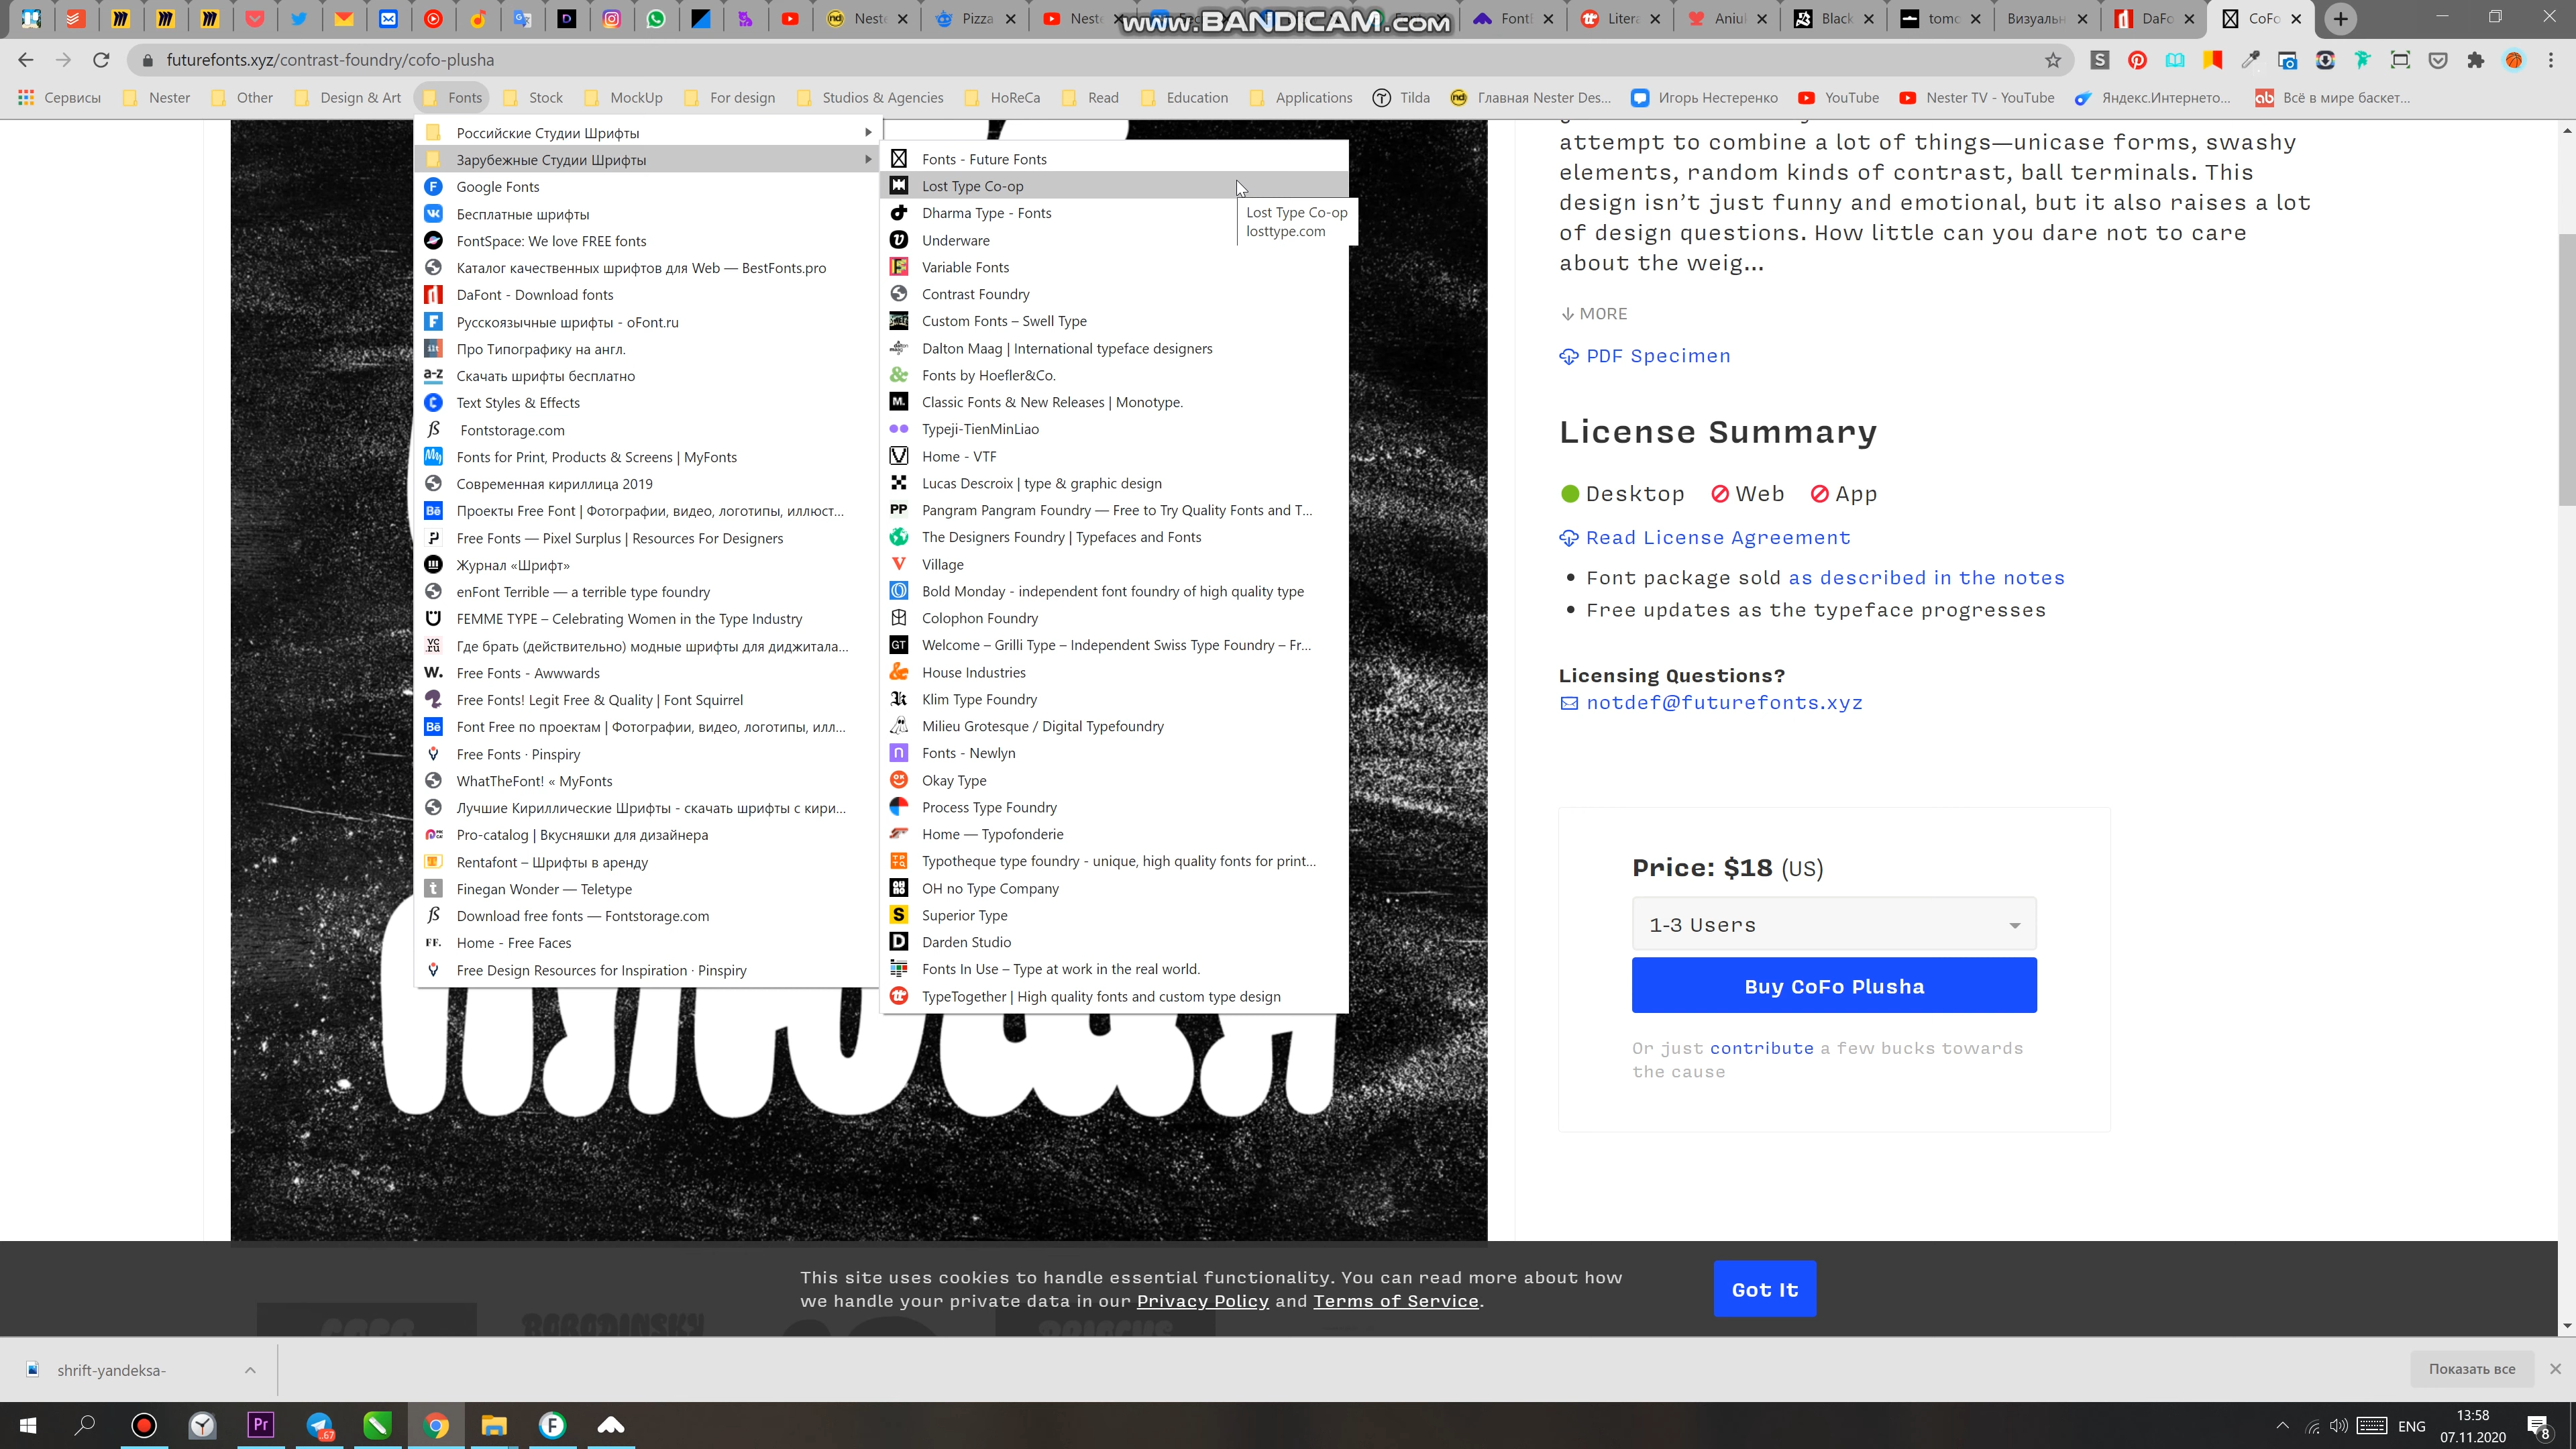 Neste
Pizza
Neste
www.BANDICAM.com
Font
Litera
Aniu
Black
tomc
Визуальн
DaFo
CoFo
futurefonts.xyz/contrast-foundry/cofo-plusha
Сервисы
Nester
Other
Design & Art
Fonts
Stock
MockUp
For design
Studios & Agencies
HoReCa
Read
Education
Applications
Tilda
Главная Nester Des...
Игорь Нестеренко
YouTube
Nester TV - YouTube
Яндекс.Интернето...
Всё в мире баскет...
Российские Студии Шрифты
Зарубежные Студии Шрифты
Google Fonts
Бесплатные шрифты
FontSpace: We love FREE fonts
Каталог качественных шрифтов для Web — BestFonts.pro
DaFont - Download fonts
Русскоязычные шрифты - oFont.ru
Про Типографику на англ.
Скачать шрифты бесплатно
Text Styles & Effects
Fontstorage.com
Fonts for Print, Products & Screens | MyFonts
Современная кириллица 2019
Проекты Free Font | Фотографии, видео, логотипы, иллюст...
Free Fonts — Pixel Surplus | Resources For Designers
Журнал «Шрифт»
enFont Terrible — a terrible type foundry
FEMME TYPE – Celebrating Women in the Type Industry
Где брать (действительно) модные шрифты для диджитала...
Free Fonts - Awwwards
Free Fonts! Legit Free & Quality | Font Squirrel
Font Free по проектам | Фотографии, видео, логотипы, илл...
Free Fonts · Pinspiry
WhatTheFont! « MyFonts
Лучшие Кириллические Шрифты - скачать шрифты с кири...
Pro-catalog | Вкусняшки для дизайнера
Rentafont – Шрифты в аренду
Finegan Wonder — Teletype
Download free fonts — Fontstorage.com
Home - Free Faces
Free Design Resources for Inspiration · Pinspiry
Fonts - Future Fonts
Lost Type Co-op
Dharma Type - Fonts
Underware
Variable Fonts
Contrast Foundry
Custom Fonts – Swell Type
Dalton Maag | International typeface designers
Fonts by Hoefler&Co.
Classic Fonts & New Releases | Monotype.
Typeji-TienMinLiao
Home - VTF
Lucas Descroix | type & graphic design
Pangram Pangram Foundry — Free to Try Quality Fonts and T...
The Designers Foundry | Typefaces and Fonts
Village
Bold Monday - independent font foundry of high quality type
Colophon Foundry
Welcome – Grilli Type – Independent Swiss Type Foundry – Fr...
House Industries
Klim Type Foundry
Milieu Grotesque / Digital Typefoundry
Fonts - Newlyn
Okay Type
Process Type Foundry
Home — Typofonderie
Typotheque type foundry - unique, high quality fonts for print...
OH no Type Company
Superior Type
Darden Studio
Fonts In Use – Type at work in the real world.
TypeTogether | High quality fonts and custom type design
Lost Type Co-op
losttype.com
attempt to combine a lot of things—unicase forms, swashy
elements, random kinds of contrast, ball terminals. This
design isn't just funny and emotional, but it also raises a lot
of design questions. How little can you dare not to care
about the weig...
MORE
PDF Specimen
License Summary
Desktop Web App
Read License Agreement
Font package sold as described in the notes
Free updates as the typeface progresses
Licensing Questions?
notdef@futurefonts.xyz
Price: $18 (US)
1-3 Users
Buy CoFo Plusha
Or just contribute a few bucks towards
the cause
This site uses cookies to handle essential functionality. You can read more about how
we handle your private data in our Privacy Policy and Terms of Service.
Got It
shrift-yandeksa-
Показать все
ENG
13:58
07.11.2020
8